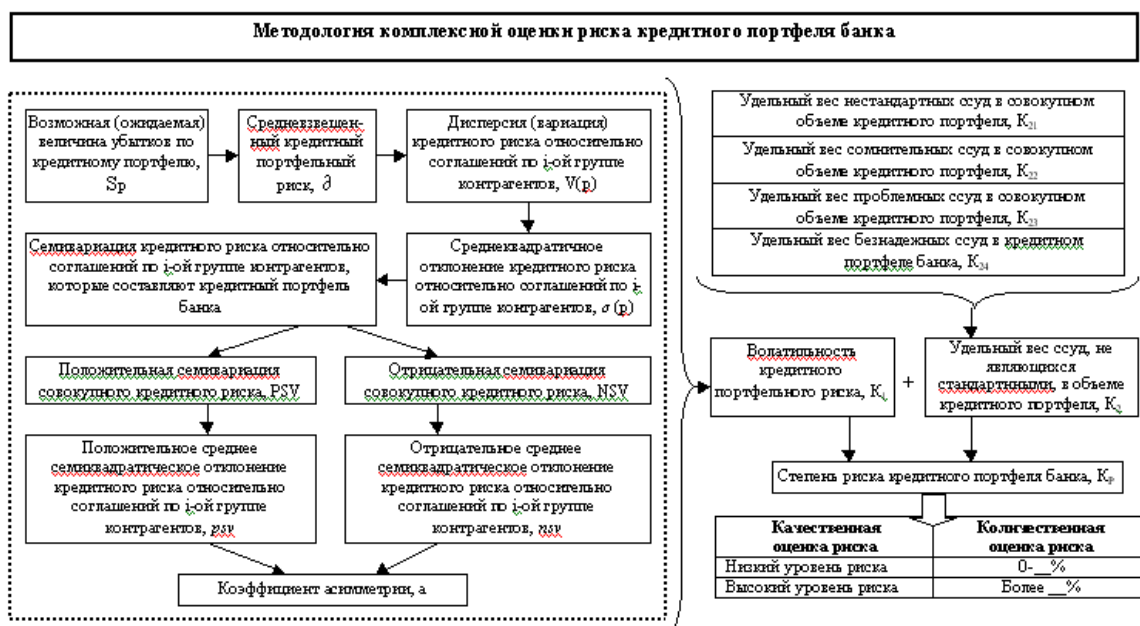 Методология комплексной оценки риска кредитного портфеля банка
Возможная (ожидаемая)
величина убытков по
кредитному портфелю,
Sp
Средневзвешен-
ный кредитный
портфельный
риск, ∂
Дисперсия (вариация)
кредитного риска относительно
соглашений по i-ой группе
контрагентов, V(p)
Семивариация кредитного риска относительно
соглашений по i-ой группе контрагентов,
которые составляют кредитный портфель
банка
Среднеквадратичное
отклонение кредитного риска
относительно соглашений по i-
ой группе контрагентов, σ (p)
Положительная семивариация
совокупного кредитного риска, PSV
Отрицательная семивариация
совокупного кредитного риска, NSV
Положительное среднее
семиквадратическое отклонение
кредитного риска относительно
соглашений по i-ой группе
контрагентов, psv
Отрицательное среднее
семиквадратическое отклонение
кредитного риска относительно
соглашений по i-ой группе
контрагентов, nsv
Коэффициент асимметрии, a
Удельный вес нестандартных ссуд в совокупном
объеме кредитного портфеля, K₂₁
Удельный вес сомнительных ссуд в совокупном
объеме кредитного портфеля, K₂₂
Удельный вес проблемных ссуд в совокупном
объеме кредитного портфеля, K₂₃
Удельный вес безнадежных ссуд в кредитном
портфеле банка, K₂₄
Волатильность
кредитного
портфельного риска, K₁
+
Удельный вес ссуд, не
являющихся
стандартнными, в объеме
кредитного портфеля, K₂
Степень риска кредитного портфеля банка, Kₚ
Качественная
оценка риска
Количественная
оценка риска
Низкий уровень риска
0-__%
Высокий уровень риска
Более __%